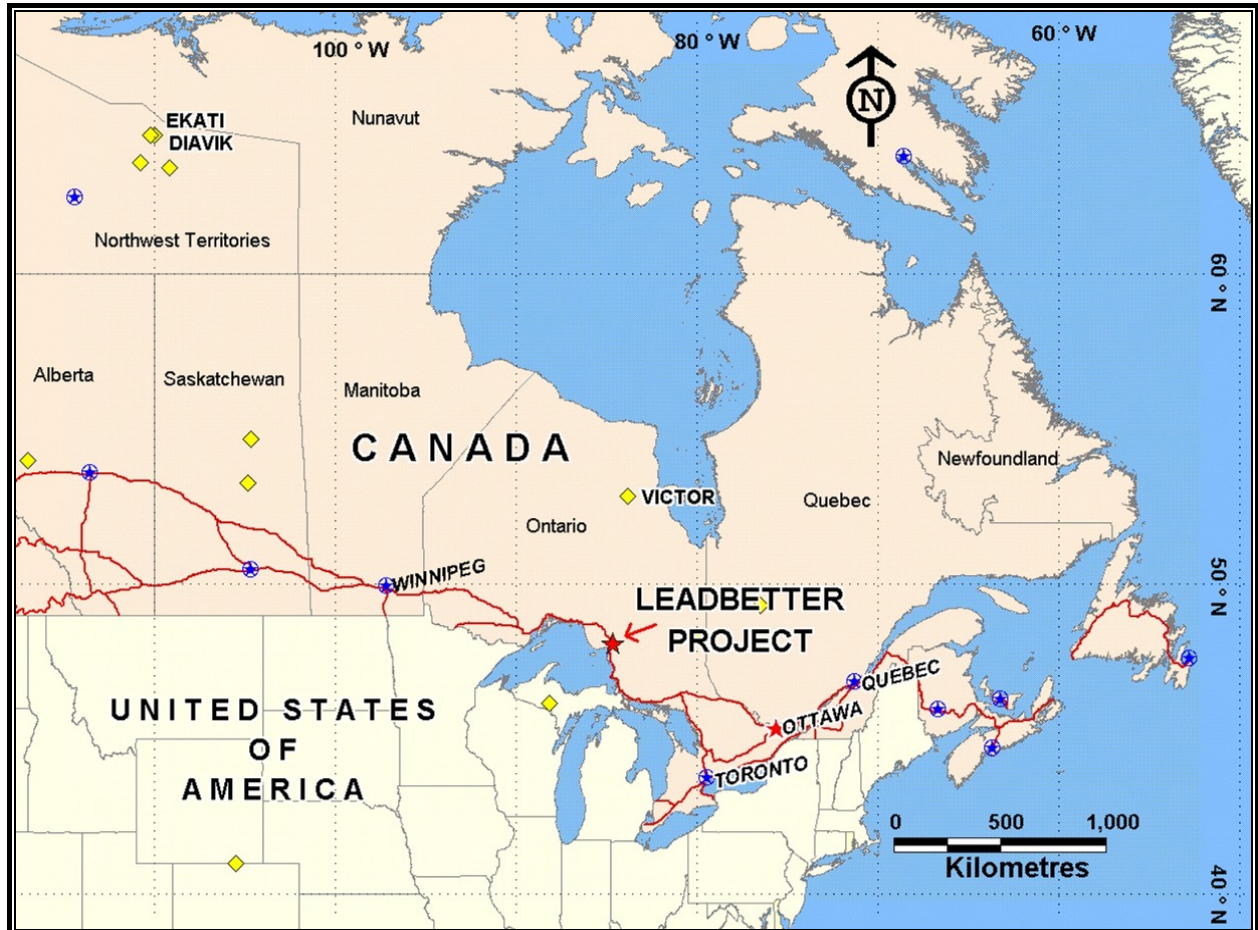 100 ° W
80 ° W
60 ° W
N
EKATI
DIAVIK
Nunavut
Northwest Territories
60 ° N
Alberta
Saskatchewan
Manitoba
CANADA
Newfoundland
VICTOR
Quebec
Ontario
WINNIPEG
50 ° N
LEADBETTER
PROJECT
QUEBEC
UNITED STATES
OF
AMERICA
OTTAWA
TORONTO
0 500 1,000
Kilometres
40 ° N